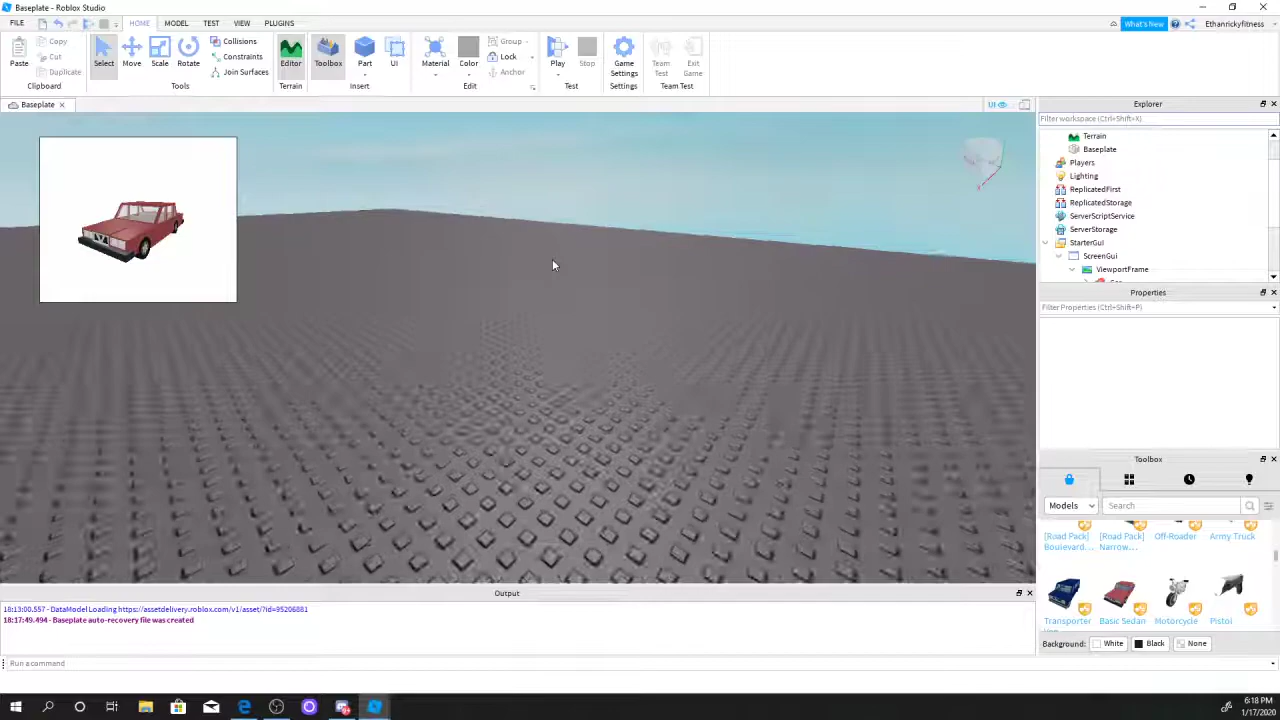 Baseplate - Roblox Studio
FILE
HOME MODEL TEST VIEW PLUGINS
What's New
Ethanrickyfitness
Paste
Copy
Cut
Duplicate
Clipboard
Select
Move
Scale
Rotate
Collisions
Constraints
Join Surfaces
Tools
Editor
Terrain
Toolbox
Part
UI
Insert
Material
Color
Group
Lock
Anchor
Edit
Play
Stop
Test
Game
Settings
Settings
Team
Test
Exit
Game
Team Test
Baseplate
UI
Explorer
Filter workspace (Ctrl+Shift+X)
Terrain
Baseplate
Players
Lighting
ReplicatedFirst
ReplicatedStorage
ServerScriptService
ServerStorage
StarterGui
ScreenGui
ViewportFrame
Properties
Filter Properties (Ctrl+Shift+P)
Toolbox
Models
Search
[Road Pack]
Boulevard...
[Road Pack]
Narrow...
Off-Roader
Army Truck
Transporter
Basic Sedan
Motorcycle
Pistol
Background: White Black None
Output
18:13:00.557 - DataModel Loading https://assetdelivery.roblox.com/v1/asset/?id=95206881
18:17:49.494 - Baseplate auto-recovery file was created
Run a command
6:18 PM
1/17/2020